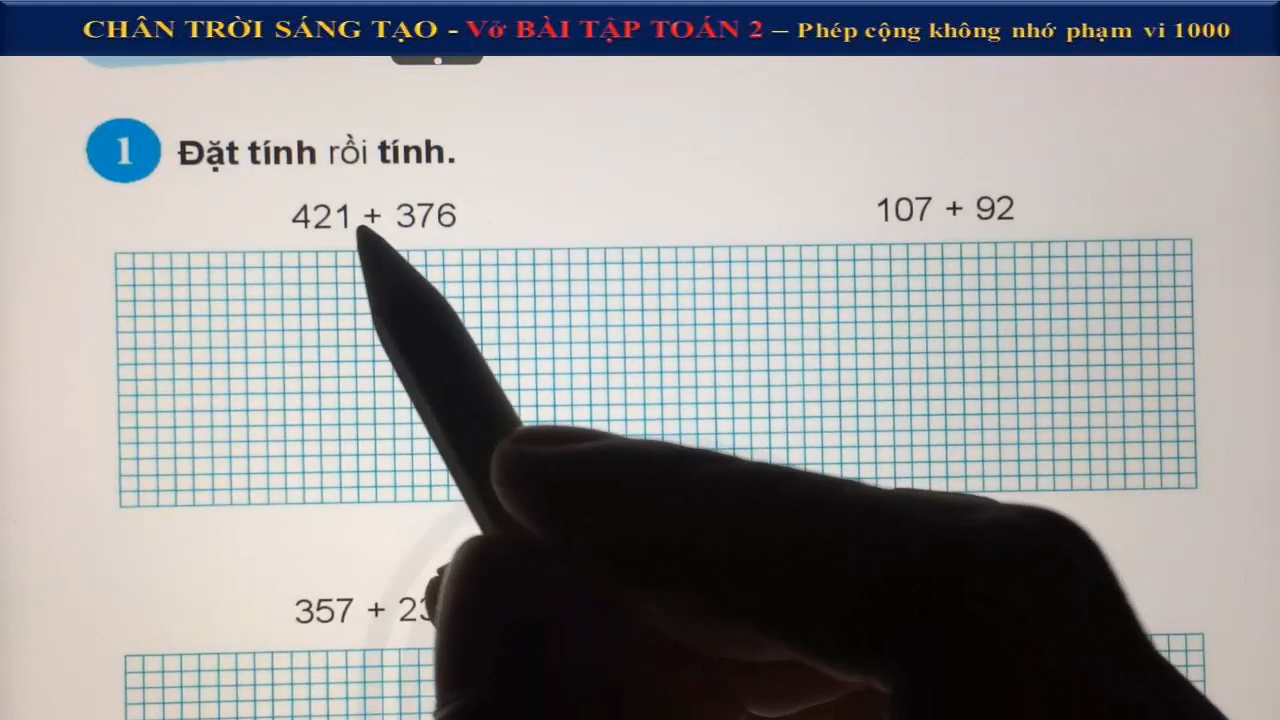 CHÂN TRỜI SÁNG TẠO - Vở BÀI TẬP TOÁN 2 – Phép cộng không nhớ phạm vi 1000
1 Đặt tính rồi tính.
421 + 376 107 + 92
357 +